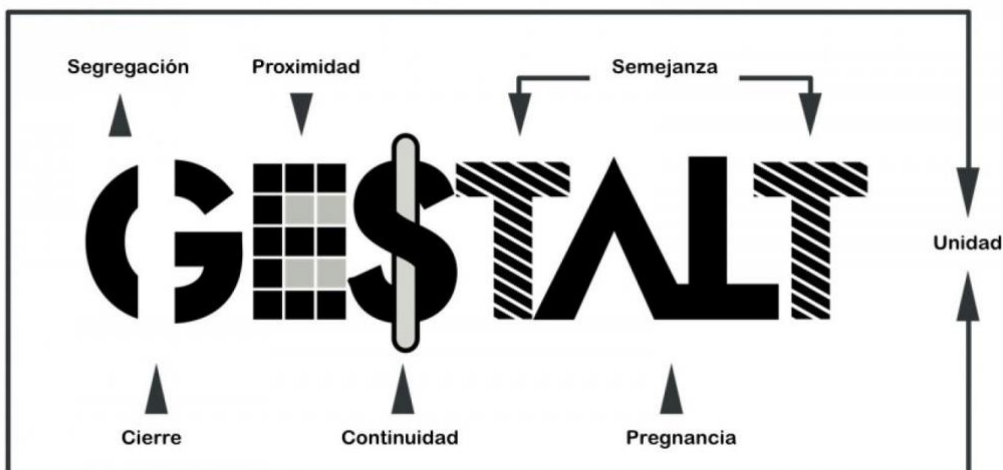 Segregación Proximidad Semejanza
GESTALT
Unidad
Cierre Continuidad Pregnancia